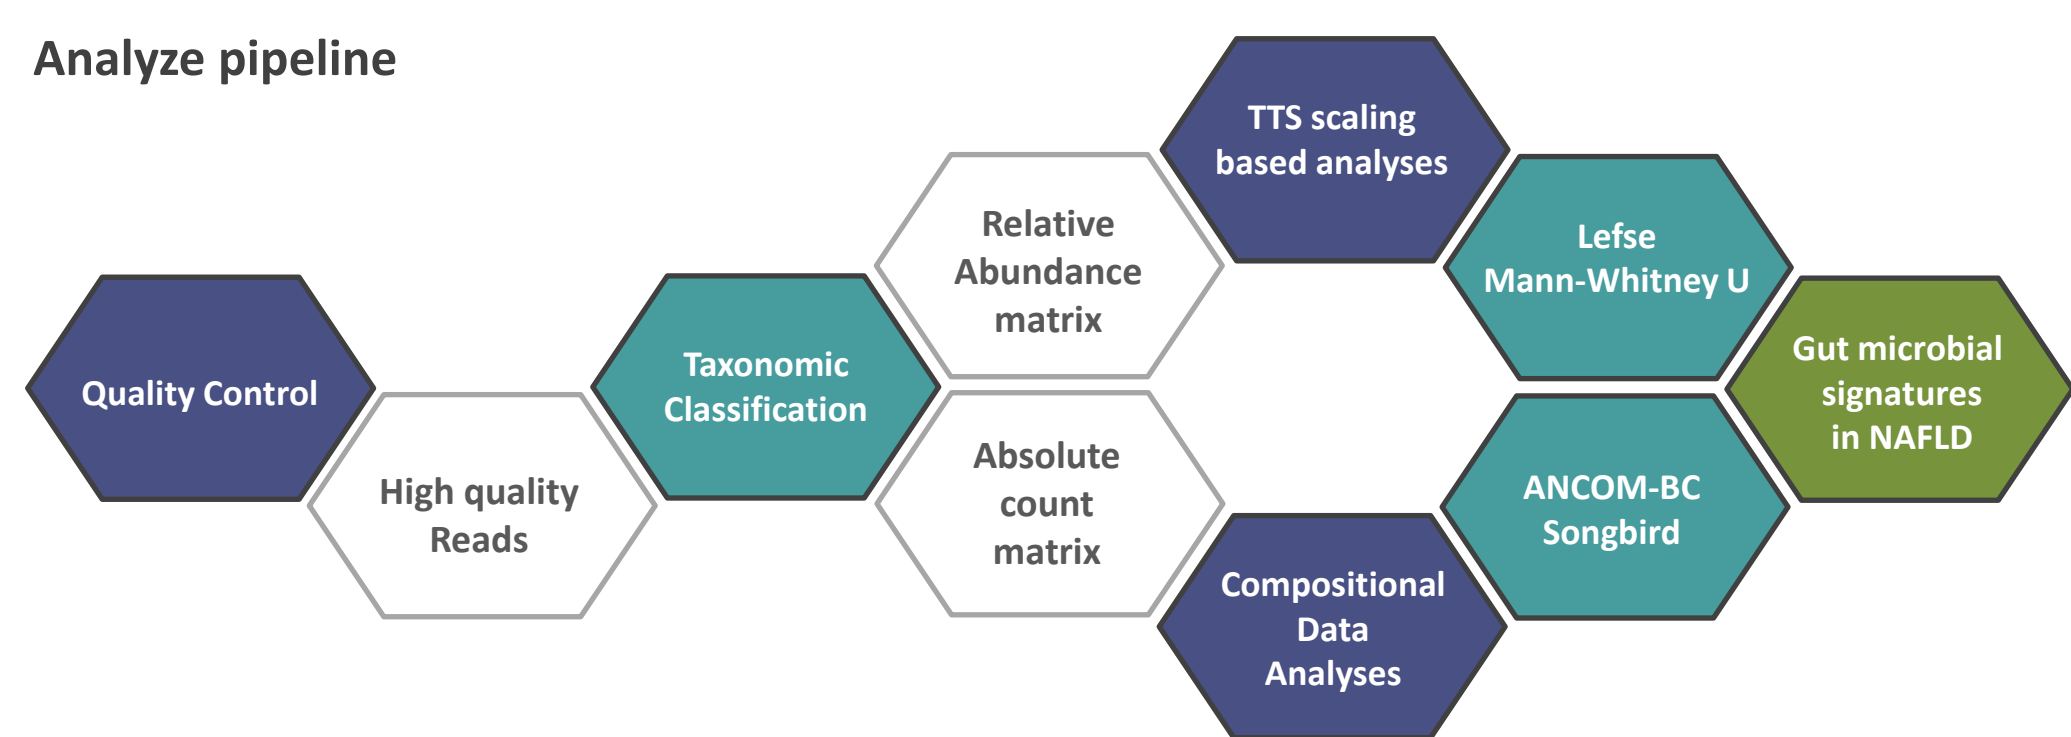 Analyze pipeline
Quality Control
High quality
Reads
Taxonomic
Classification
Relative
Abundance
matrix
Absolute
count
matrix
TTS scaling
based analyses
Compositional
Data
Analyses
Lefse
Mann-Whitney U
ANCOM-BC
Songbird
Gut microbial
signatures
in NAFLD